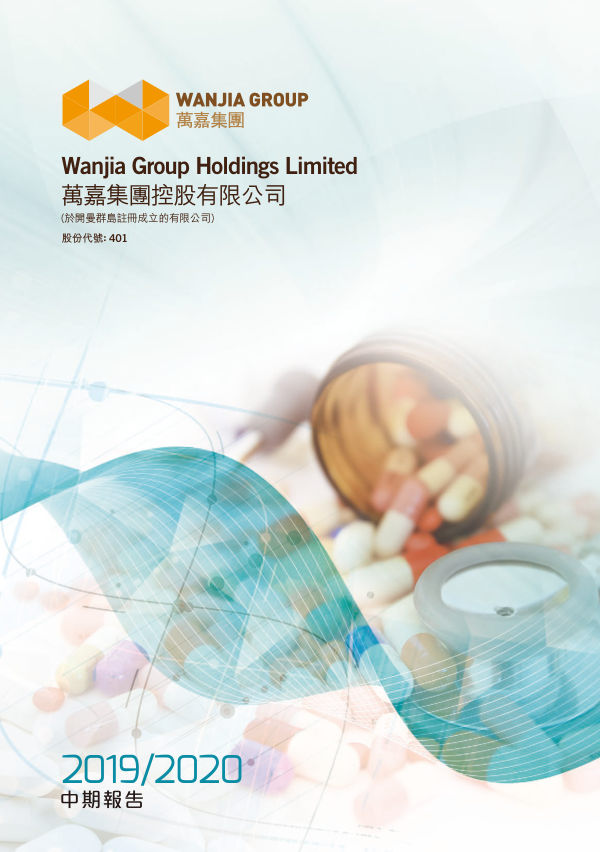 WANJIA GROUP
萬嘉集團
Wanjia Group Holdings Limited
萬嘉集團控股有限公司
(於開曼群島註冊成立的有限公司)
股份代號: 401
2019/2020
中期報告